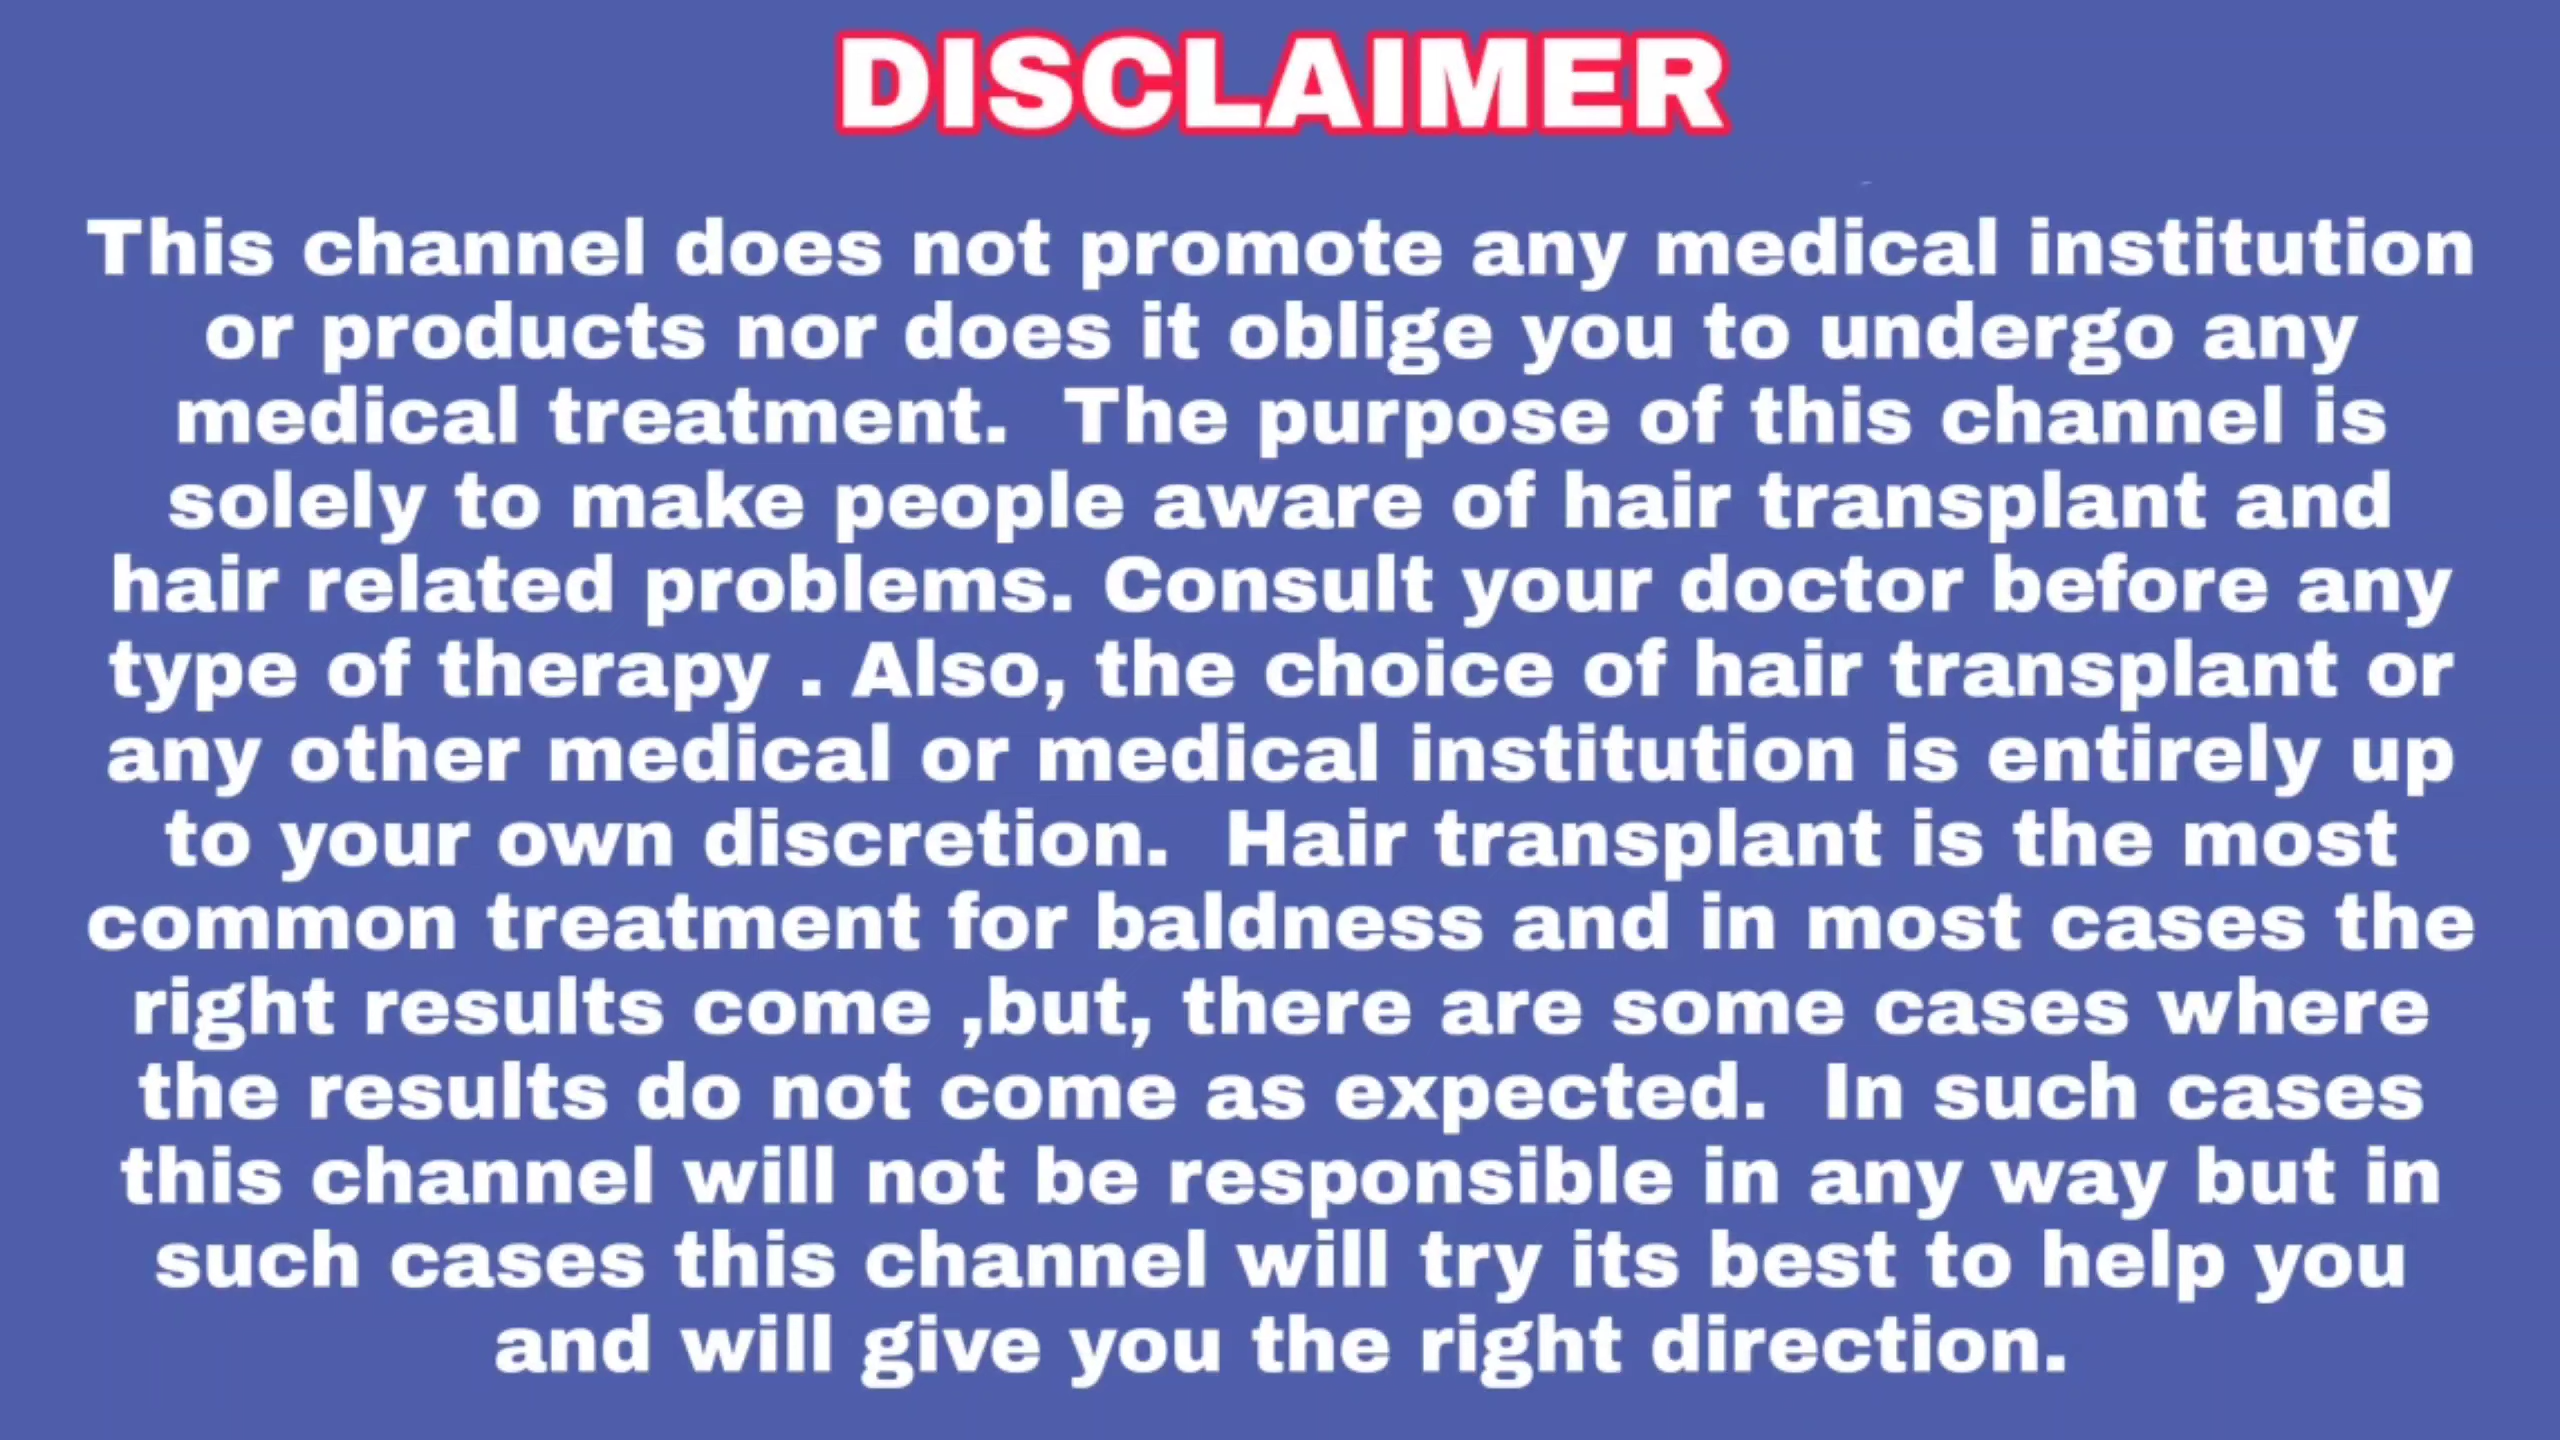 DISCLAIMER
This channel does not promote any medical institution
or products nor does it oblige you to undergo any
medical treatment.  The purpose of this channel is
solely to make people aware of hair transplant and
hair related problems. Consult your doctor before any
type of therapy . Also, the choice of hair transplant or
any other medical or medical institution is entirely up
to your own discretion.  Hair transplant is the most
common treatment for baldness and in most cases the
right results come ,but, there are some cases where
the results do not come as expected.  In such cases
this channel will not be responsible in any way but in
such cases this channel will try its best to help you
and will give you the right direction.